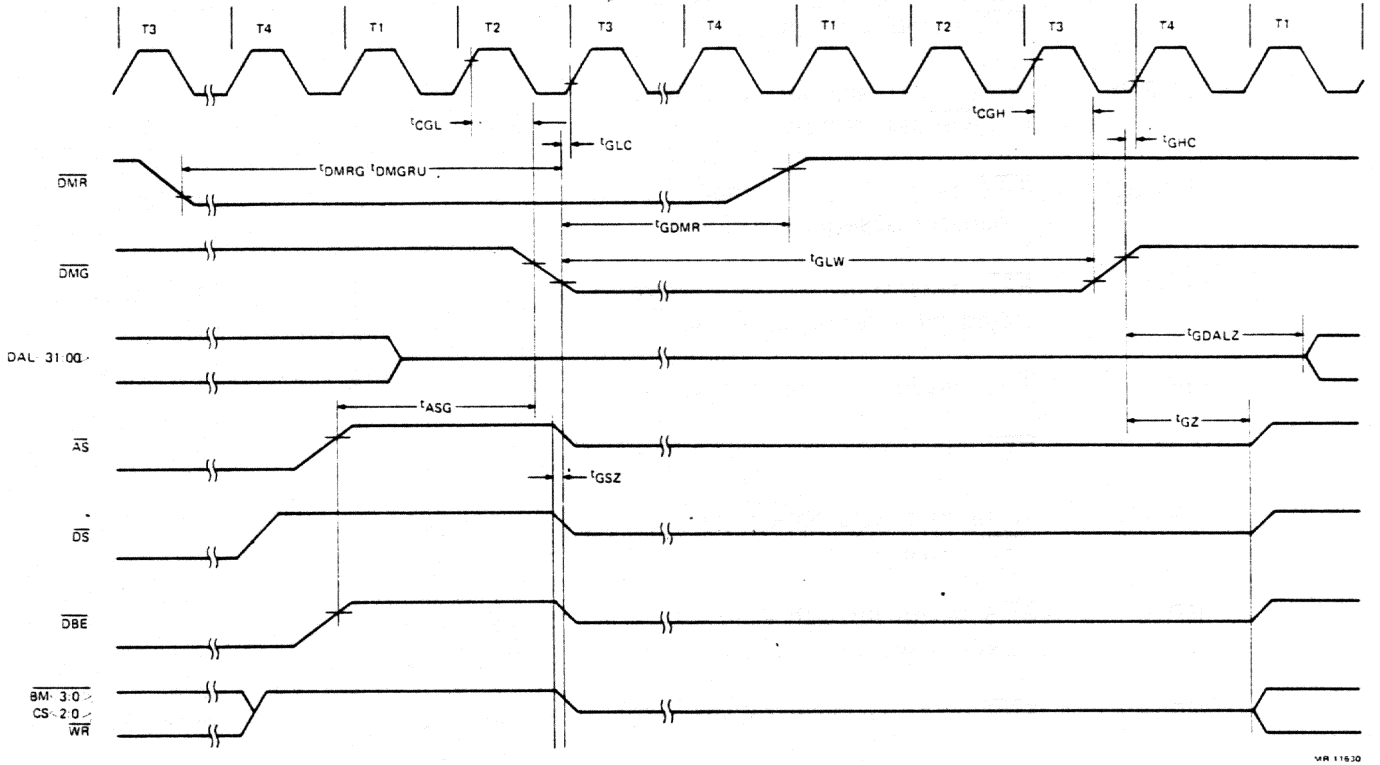 T3 T4 T1 T2 T3 T4 T1 T2 T3 T4 T1
tCGL
tGLC
tCGH
tGHC
DMR
tDMRG tDMGRU
tGDMR
DMG
tGLW
DAL 31:00
tGDALZ
tASG
tGZ
AS
tGSZ
DS
DBE
BM 3:0
CS 2:0
WR
MR 11630